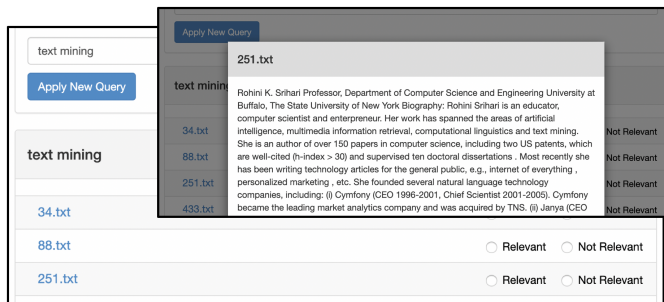 text mining
Apply New Query
text mining
34.txt
88.txt
Relevant
Not Relevant
251.txt
Relevant
Not Relevant
Apply New Query
text mining
34.txt
Not Relevant
88.txt
Not Relevant
251.txt
Not Relevant
433.txt
Not Relevant
251.txt
Rohini K. Srihari Professor, Department of Computer Science and Engineering University at
Buffalo, The State University of New York Biography: Rohini Srihari is an educator,
computer scientist and enterpreneur. Her work has spanned the areas of artificial
intelligence, multimedia information retrieval, computational linguistics and text mining.
She is an author of over 150 papers in computer science, including two US patents, which
are well-cited (h-index > 30) and supervised ten doctoral dissertations . Most recently she
has been writing technology articles for the general public, e.g., internet of everything ,
personalized marketing , etc. She founded several natural language technology
companies, including: (i) Cymfony (CEO 1996-2001, Chief Scientist 2001-2005). Cymfony
became the leading market analytics company and was acquired by TNS. (ii) Janya (CEO